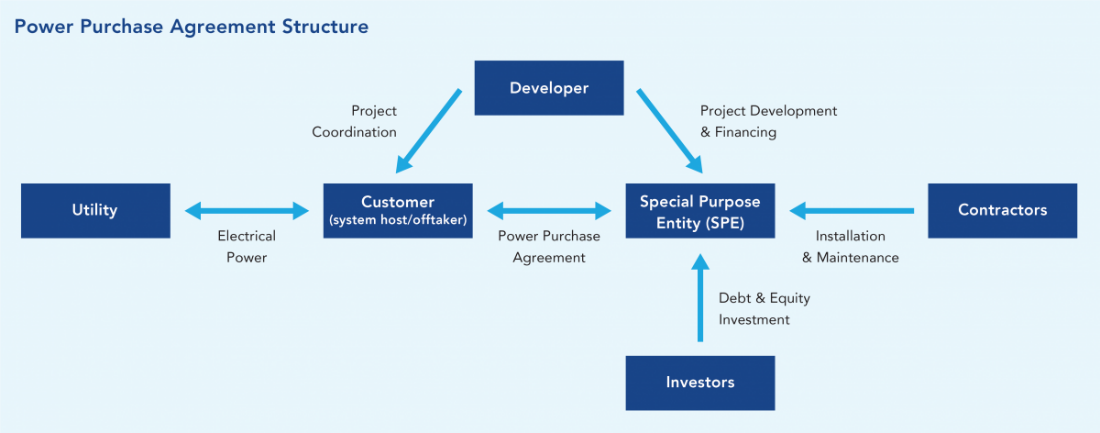 Power Purchase Agreement Structure
Developer
Project
Coordination
Project Development
& Financing
Utility
Electrical
Power
Customer
(system host/offtaker)
Power Purchase
Agreement
Special Purpose
Entity (SPE)
Installation
& Maintenance
Contractors
Debt & Equity
Investment
Investors